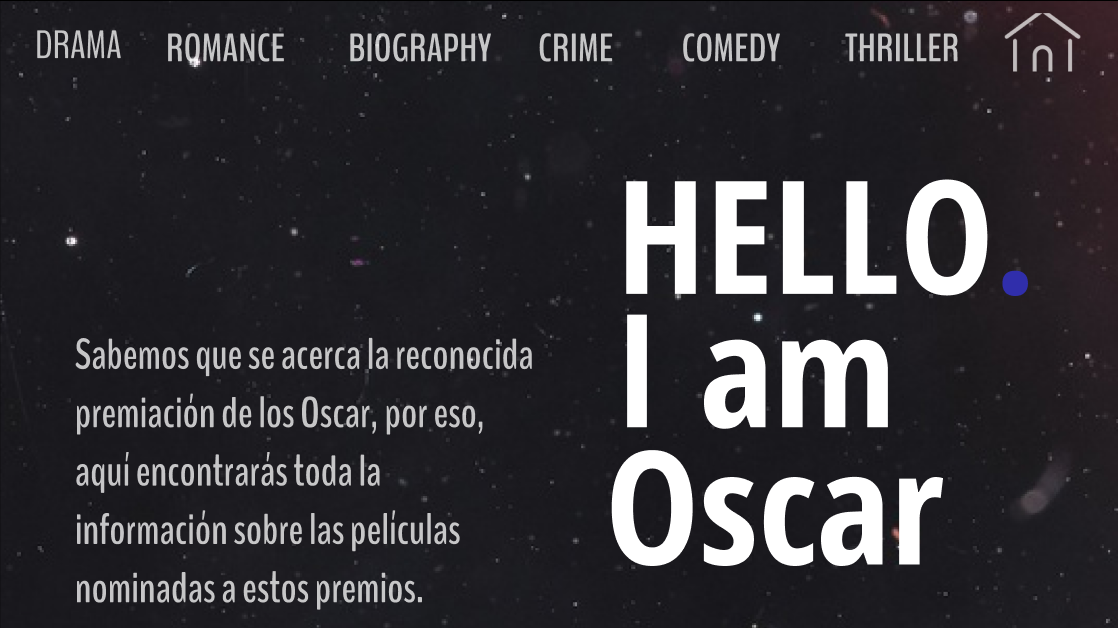 DRAMA ROMANCE BIOGRAPHY CRIME COMEDY THRILLER
HELLO.
I am
Oscar
Sabemos que se acerca la reconocida
premiación de los Oscar, por eso,
aquí encontrarás toda la
información sobre las películas
nominadas a estos premios.